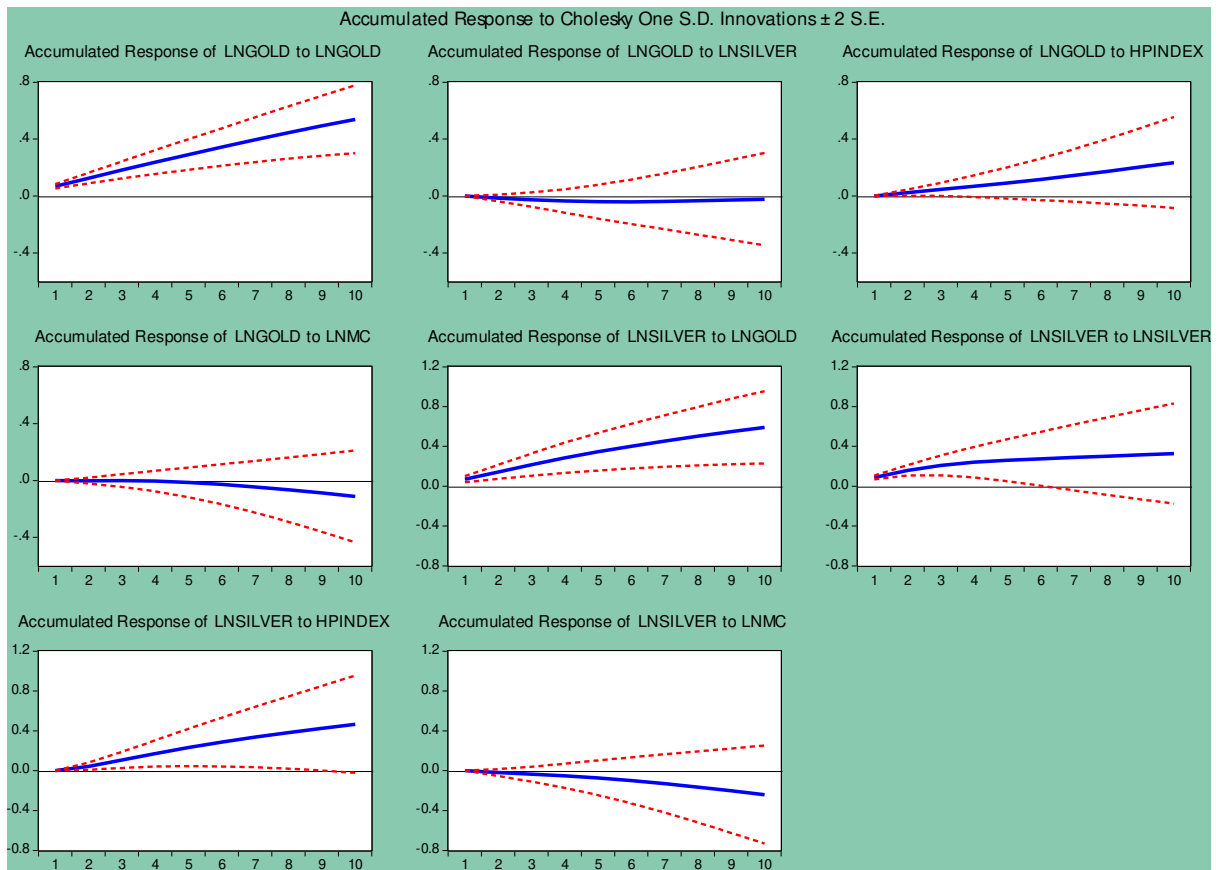 Accumulated Response to Cholesky One S.D. Innovations ± 2 S.E.
Accumulated Response of LNGOLD to LNGOLD
.8
.4
.0
-.4
1 2 3 4 5 6 7 8 9 10
Accumulated Response of LNGOLD to LNSILVER
.8
.4
.0
-.4
1 2 3 4 5 6 7 8 9 10
Accumulated Response of LNGOLD to HPINDEX
.8
.4
.0
-.4
1 2 3 4 5 6 7 8 9 10
Accumulated Response of LNGOLD to LNMC
.8
.4
.0
-.4
1 2 3 4 5 6 7 8 9 10
Accumulated Response of LNSILVER to LNGOLD
1.2
0.8
0.4
0.0
-0.4
-0.8
1 2 3 4 5 6 7 8 9 10
Accumulated Response of LNSILVER to LNSILVER
1.2
0.8
0.4
0.0
-0.4
-0.8
1 2 3 4 5 6 7 8 9 10
Accumulated Response of LNSILVER to HPINDEX
1.2
0.8
0.4
0.0
-0.4
-0.8
1 2 3 4 5 6 7 8 9 10
Accumulated Response of LNSILVER to LNMC
1.2
0.8
0.4
0.0
-0.4
-0.8
1 2 3 4 5 6 7 8 9 10